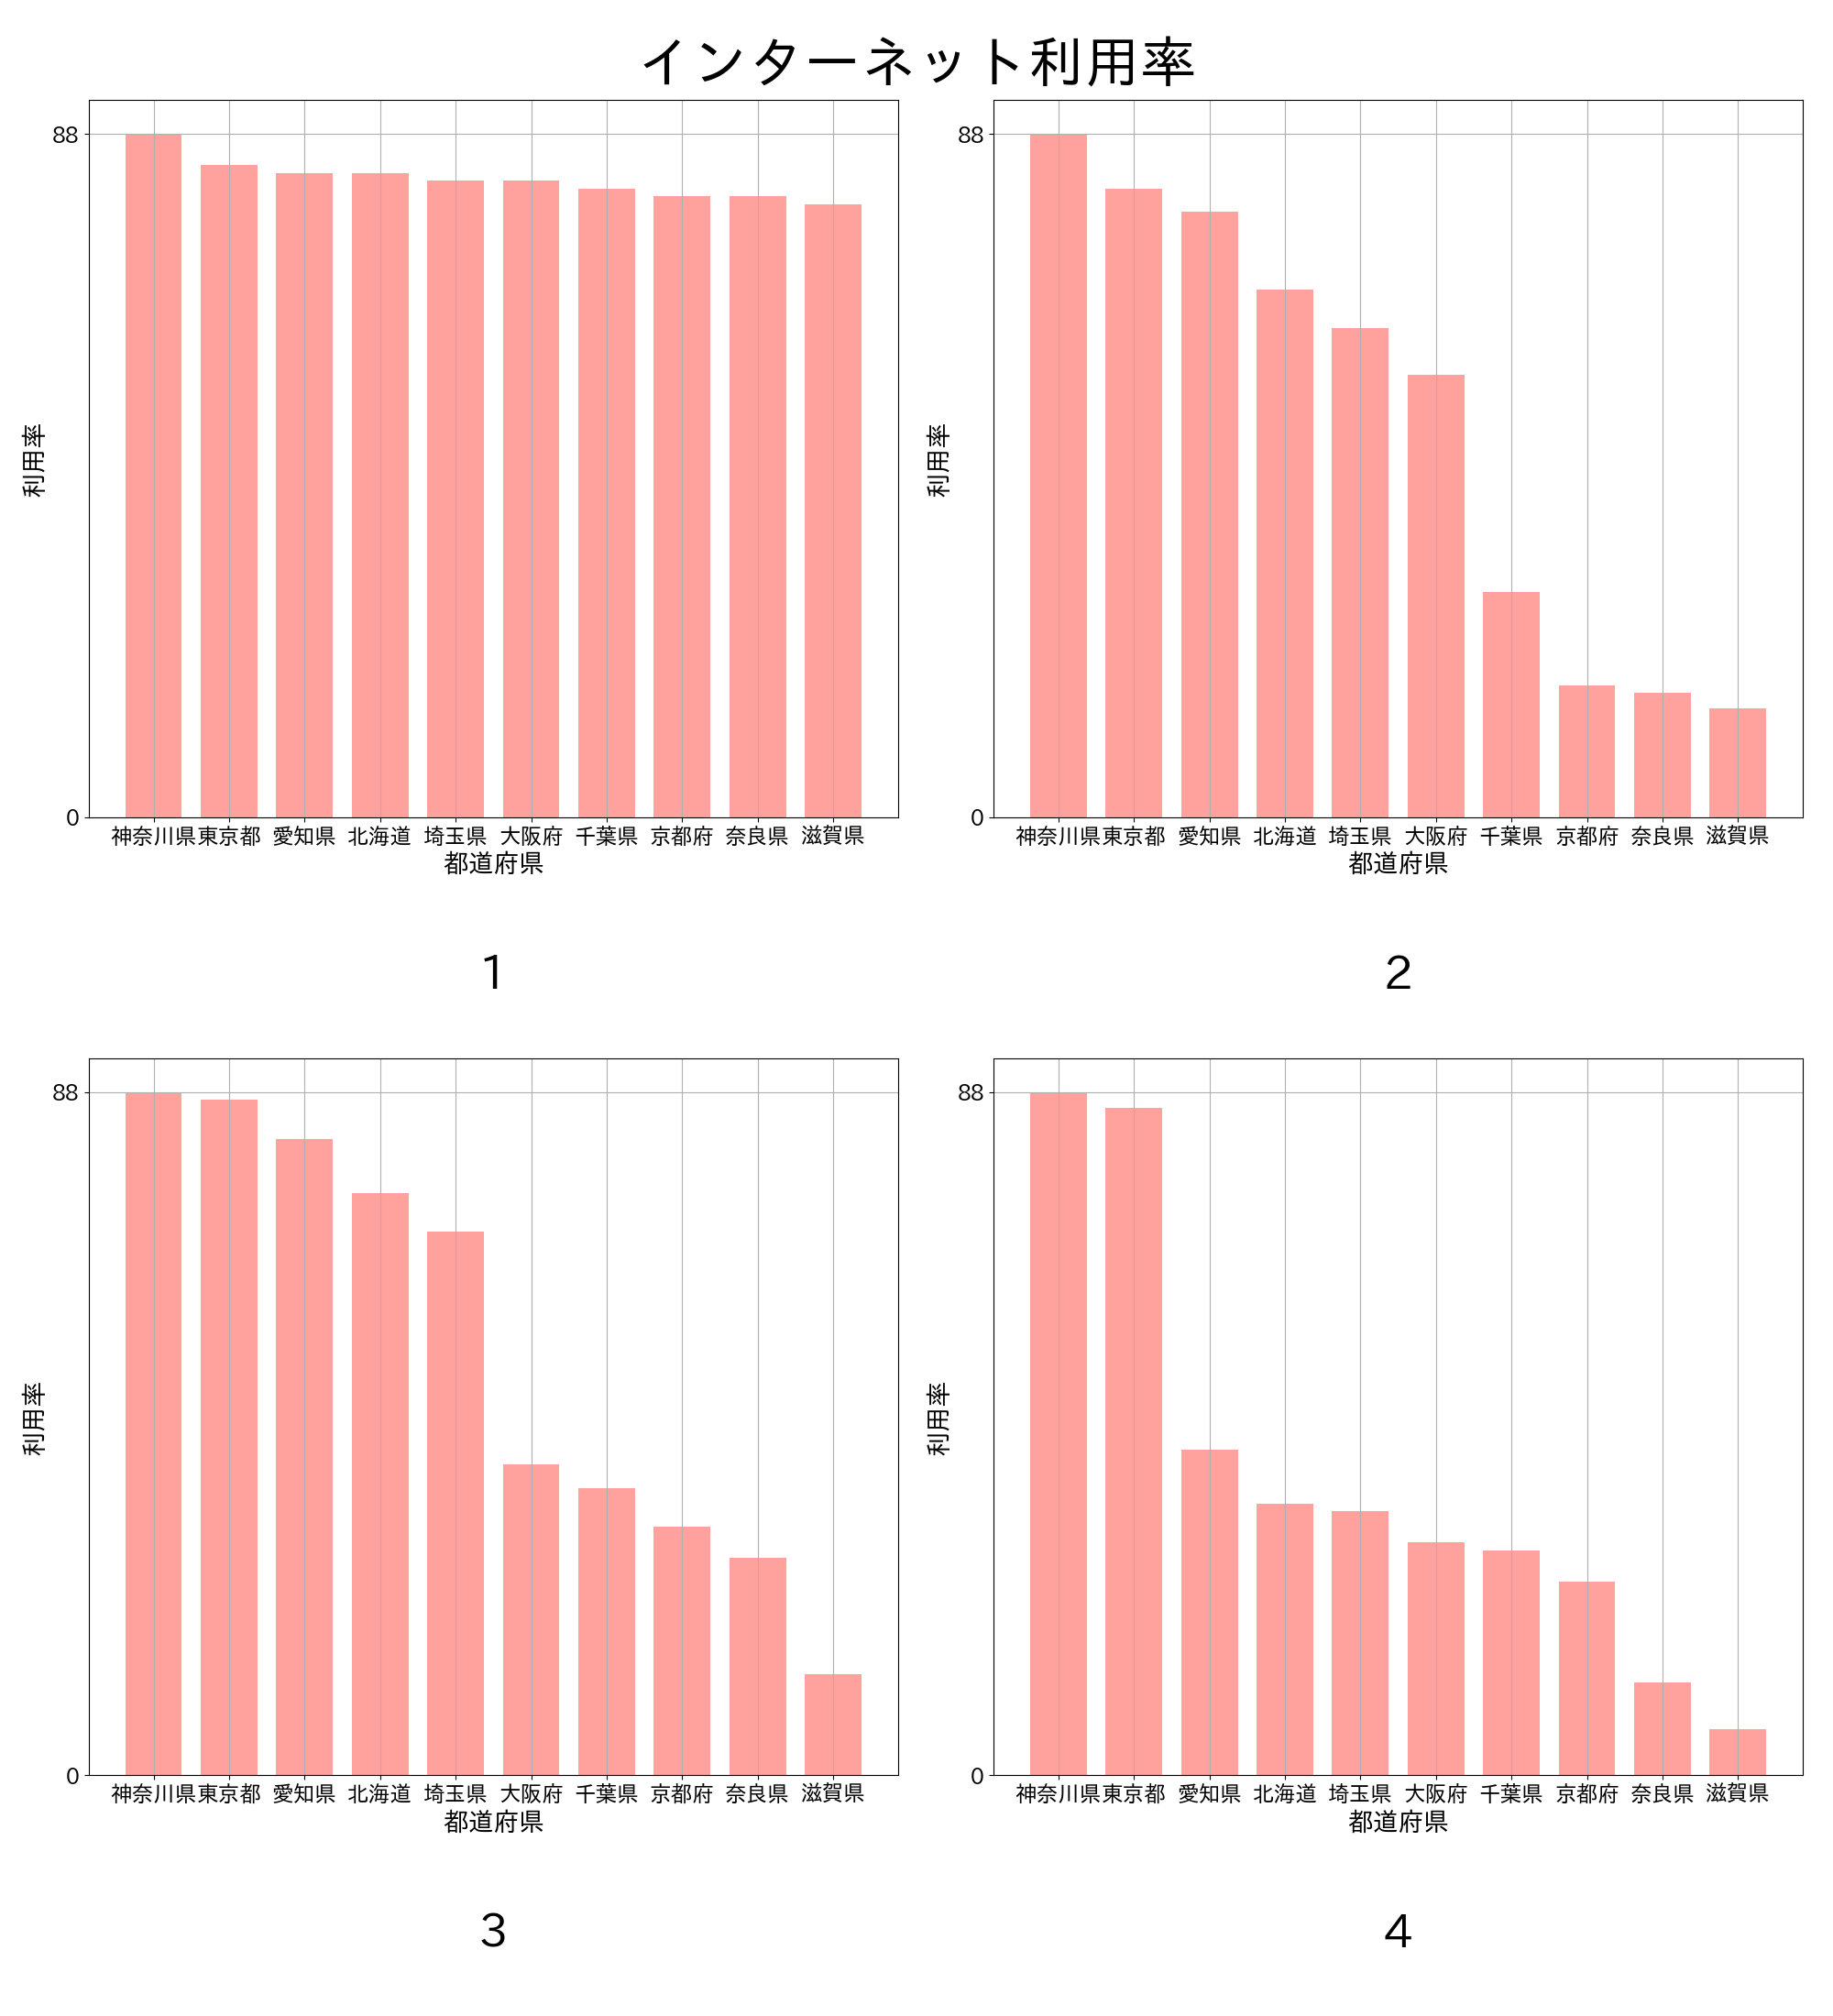 インターネット利用率
88
0
利用率
神奈川県 東京都 愛知県 北海道 埼玉県 大阪府 千葉県 京都府 奈良県 滋賀県
都道府県
1
88
0
利用率
神奈川県 東京都 愛知県 北海道 埼玉県 大阪府 千葉県 京都府 奈良県 滋賀県
都道府県
2
88
0
利用率
神奈川県 東京都 愛知県 北海道 埼玉県 大阪府 千葉県 京都府 奈良県 滋賀県
都道府県
3
88
0
利用率
神奈川県 東京都 愛知県 北海道 埼玉県 大阪府 千葉県 京都府 奈良県 滋賀県
都道府県
4